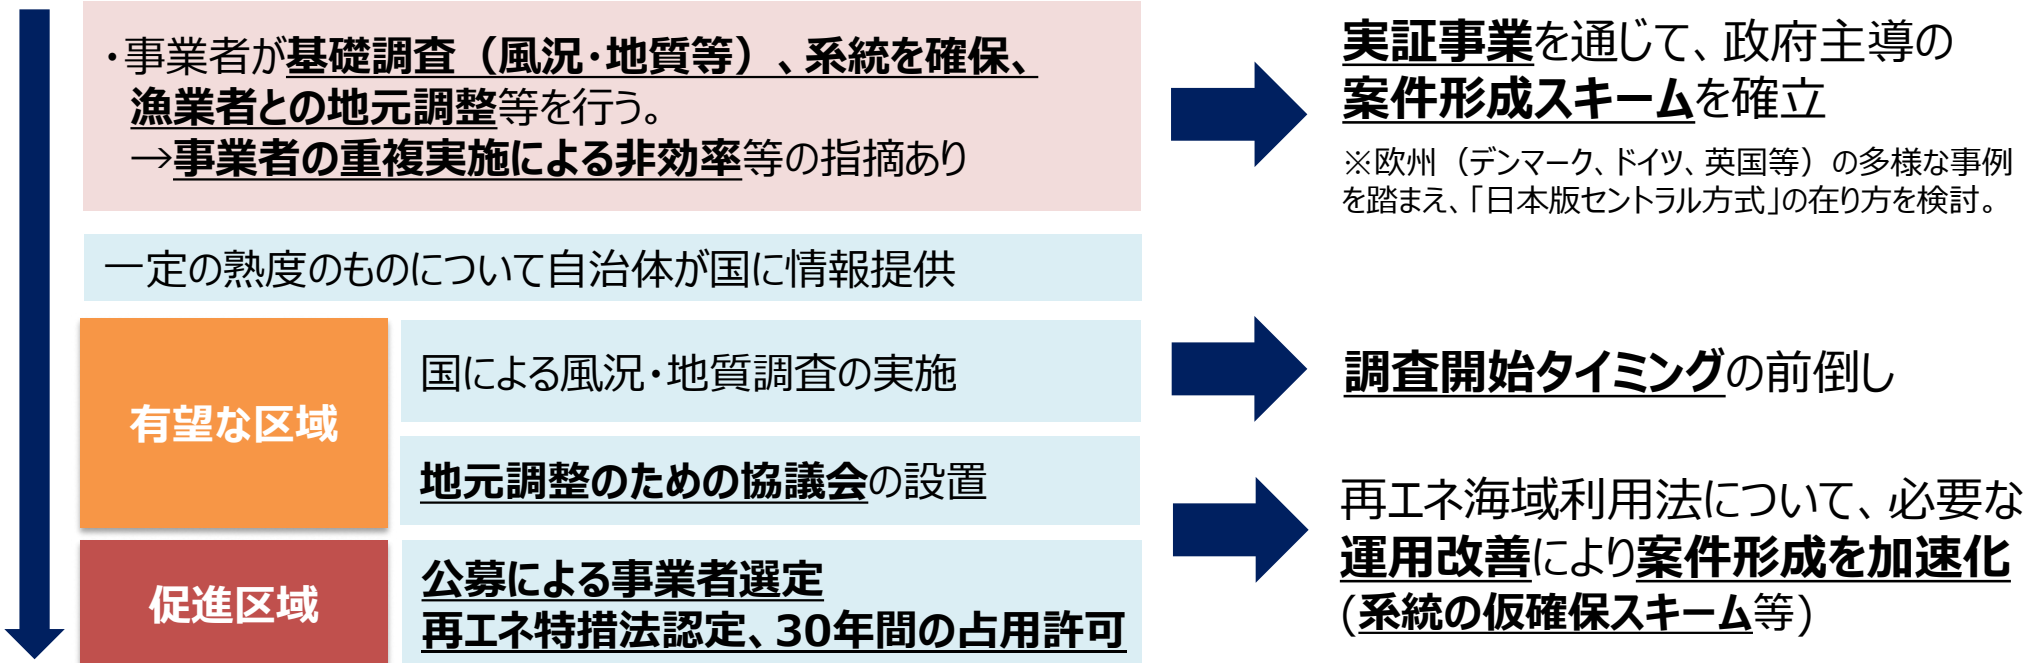 ・事業者が基礎調査（風況・地質等）、系統を確保、
漁業者との地元調整等を行う。
→事業者の重複実施による非効率等の指摘あり
実証事業を通じて、政府主導の
案件形成スキームを確立
※欧州（デンマーク、ドイツ、英国等）の多様な事例
を踏まえ、「日本版セントラル方式」の在り方を検討。
一定の熟度のものについて自治体が国に情報提供
有望な区域
国による風況・地質調査の実施
調査開始タイミングの前倒し
地元調整のための協議会の設置
再エネ海域利用法について、必要な
運用改善により案件形成を加速化
(系統の仮確保スキーム等)
促進区域
公募による事業者選定
再エネ特措法認定、30年間の占用許可